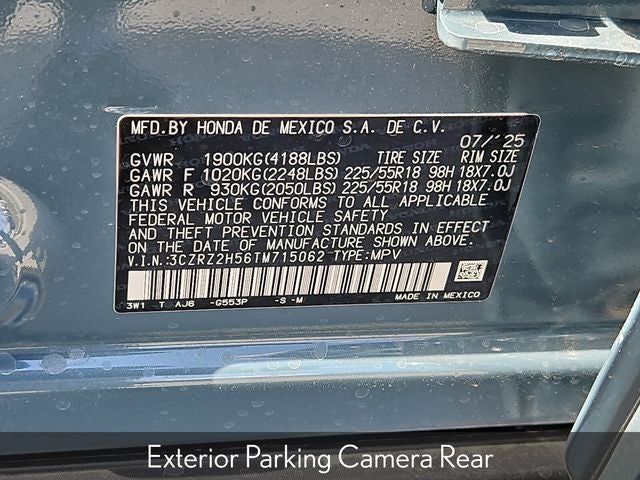 MFD.BY HONDA DE MEXICO S.A. DE C.V.
07/'25
GVWR 1900KG(4188LBS) TIRE SIZE RIM SIZE
GAWR F 1020KG(2248LBS) 225/55R18 98H 18X7.0J
GAWR R 930KG(2050LBS) 225/55R18 98H 18X7.0J
THIS VEHICLE CONFORMS TO ALL APPLICABLE
FEDERAL MOTOR VEHICLE SAFETY
AND THEFT PREVENTION STANDARDS IN EFFECT
ON THE DATE OF MANUFACTURE SHOWN ABOVE.
V.I.N.:3CZRZ2H56TM715062 TYPE:MPV
3W1 T AJ6 -G553P -S-M MADE IN MEXICO
Exterior Parking Camera Rear